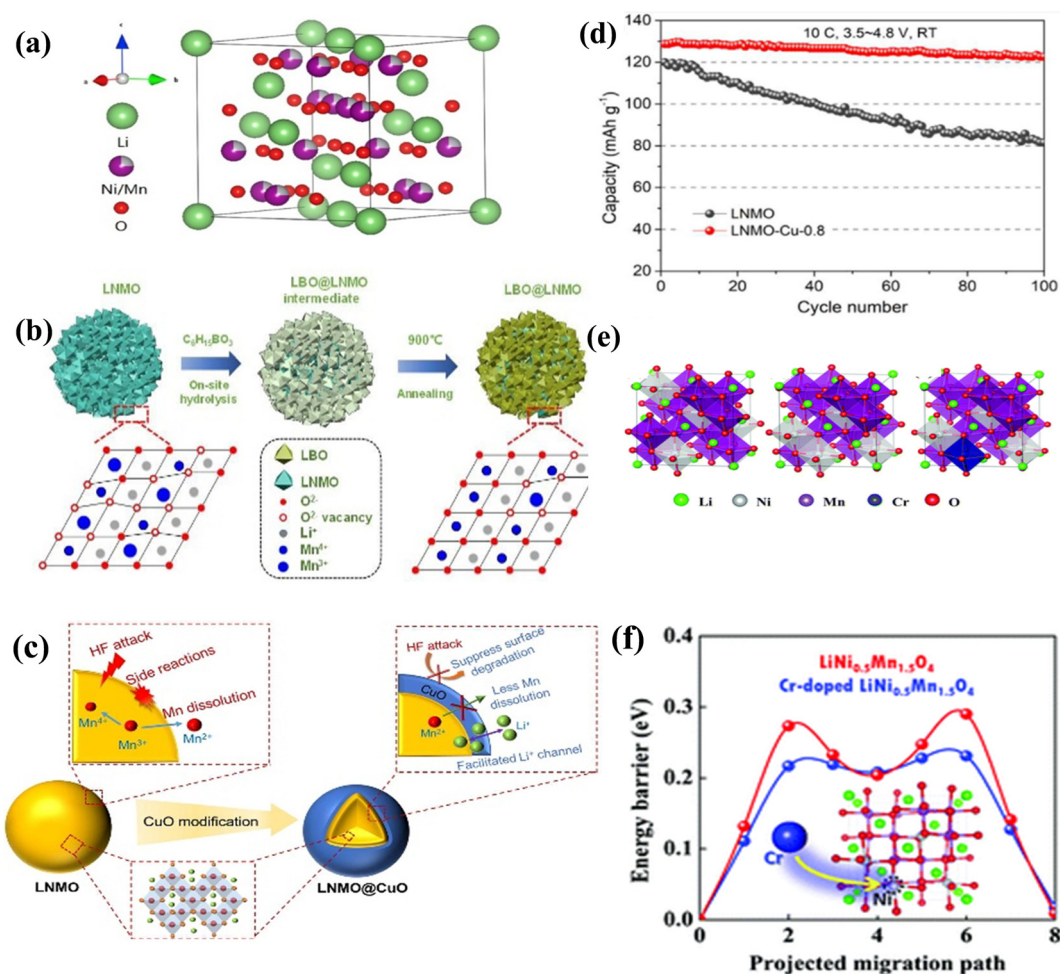 (a)
c
a
b
Li
Ni/Mn
O
(b)
LNMO
LBO@LNMO
intermediate
LBO@LNMO
C₆H₁₅BO₃
On-site
hydrolysis
900℃
Annealing
LBO
LNMO
O²⁻
O²⁻ vacancy
Li⁺
Mn⁴⁺
Mn³⁺
(c)
HF attack
Side reactions
Mn dissolution
Mn⁴⁺
Mn³⁺
Mn²⁺
LNMO
CuO modification
HF attack
Suppress surface
degradation
CuO
Less Mn
dissolution
Mn²⁺
Li⁺
Facilitated Li⁺ channel
LNMO@CuO
(d)
10 C, 3.5~4.8 V, RT
Capacity (mAh g⁻¹)
140
120
100
80
60
40
20
LNMO
LNMO-Cu-0.8
0
20
40
60
80
100
Cycle number
(e)
Li
Ni
Mn
Cr
O
(f)
LiNi₀.₅Mn₁.₅O₄
Cr-doped LiNi₀.₅Mn₁.₅O₄
Energy barrier (eV)
0.4
0.3
0.2
0.1
0.0
Cr
Ni
0
2
4
6
8
Projected migration path